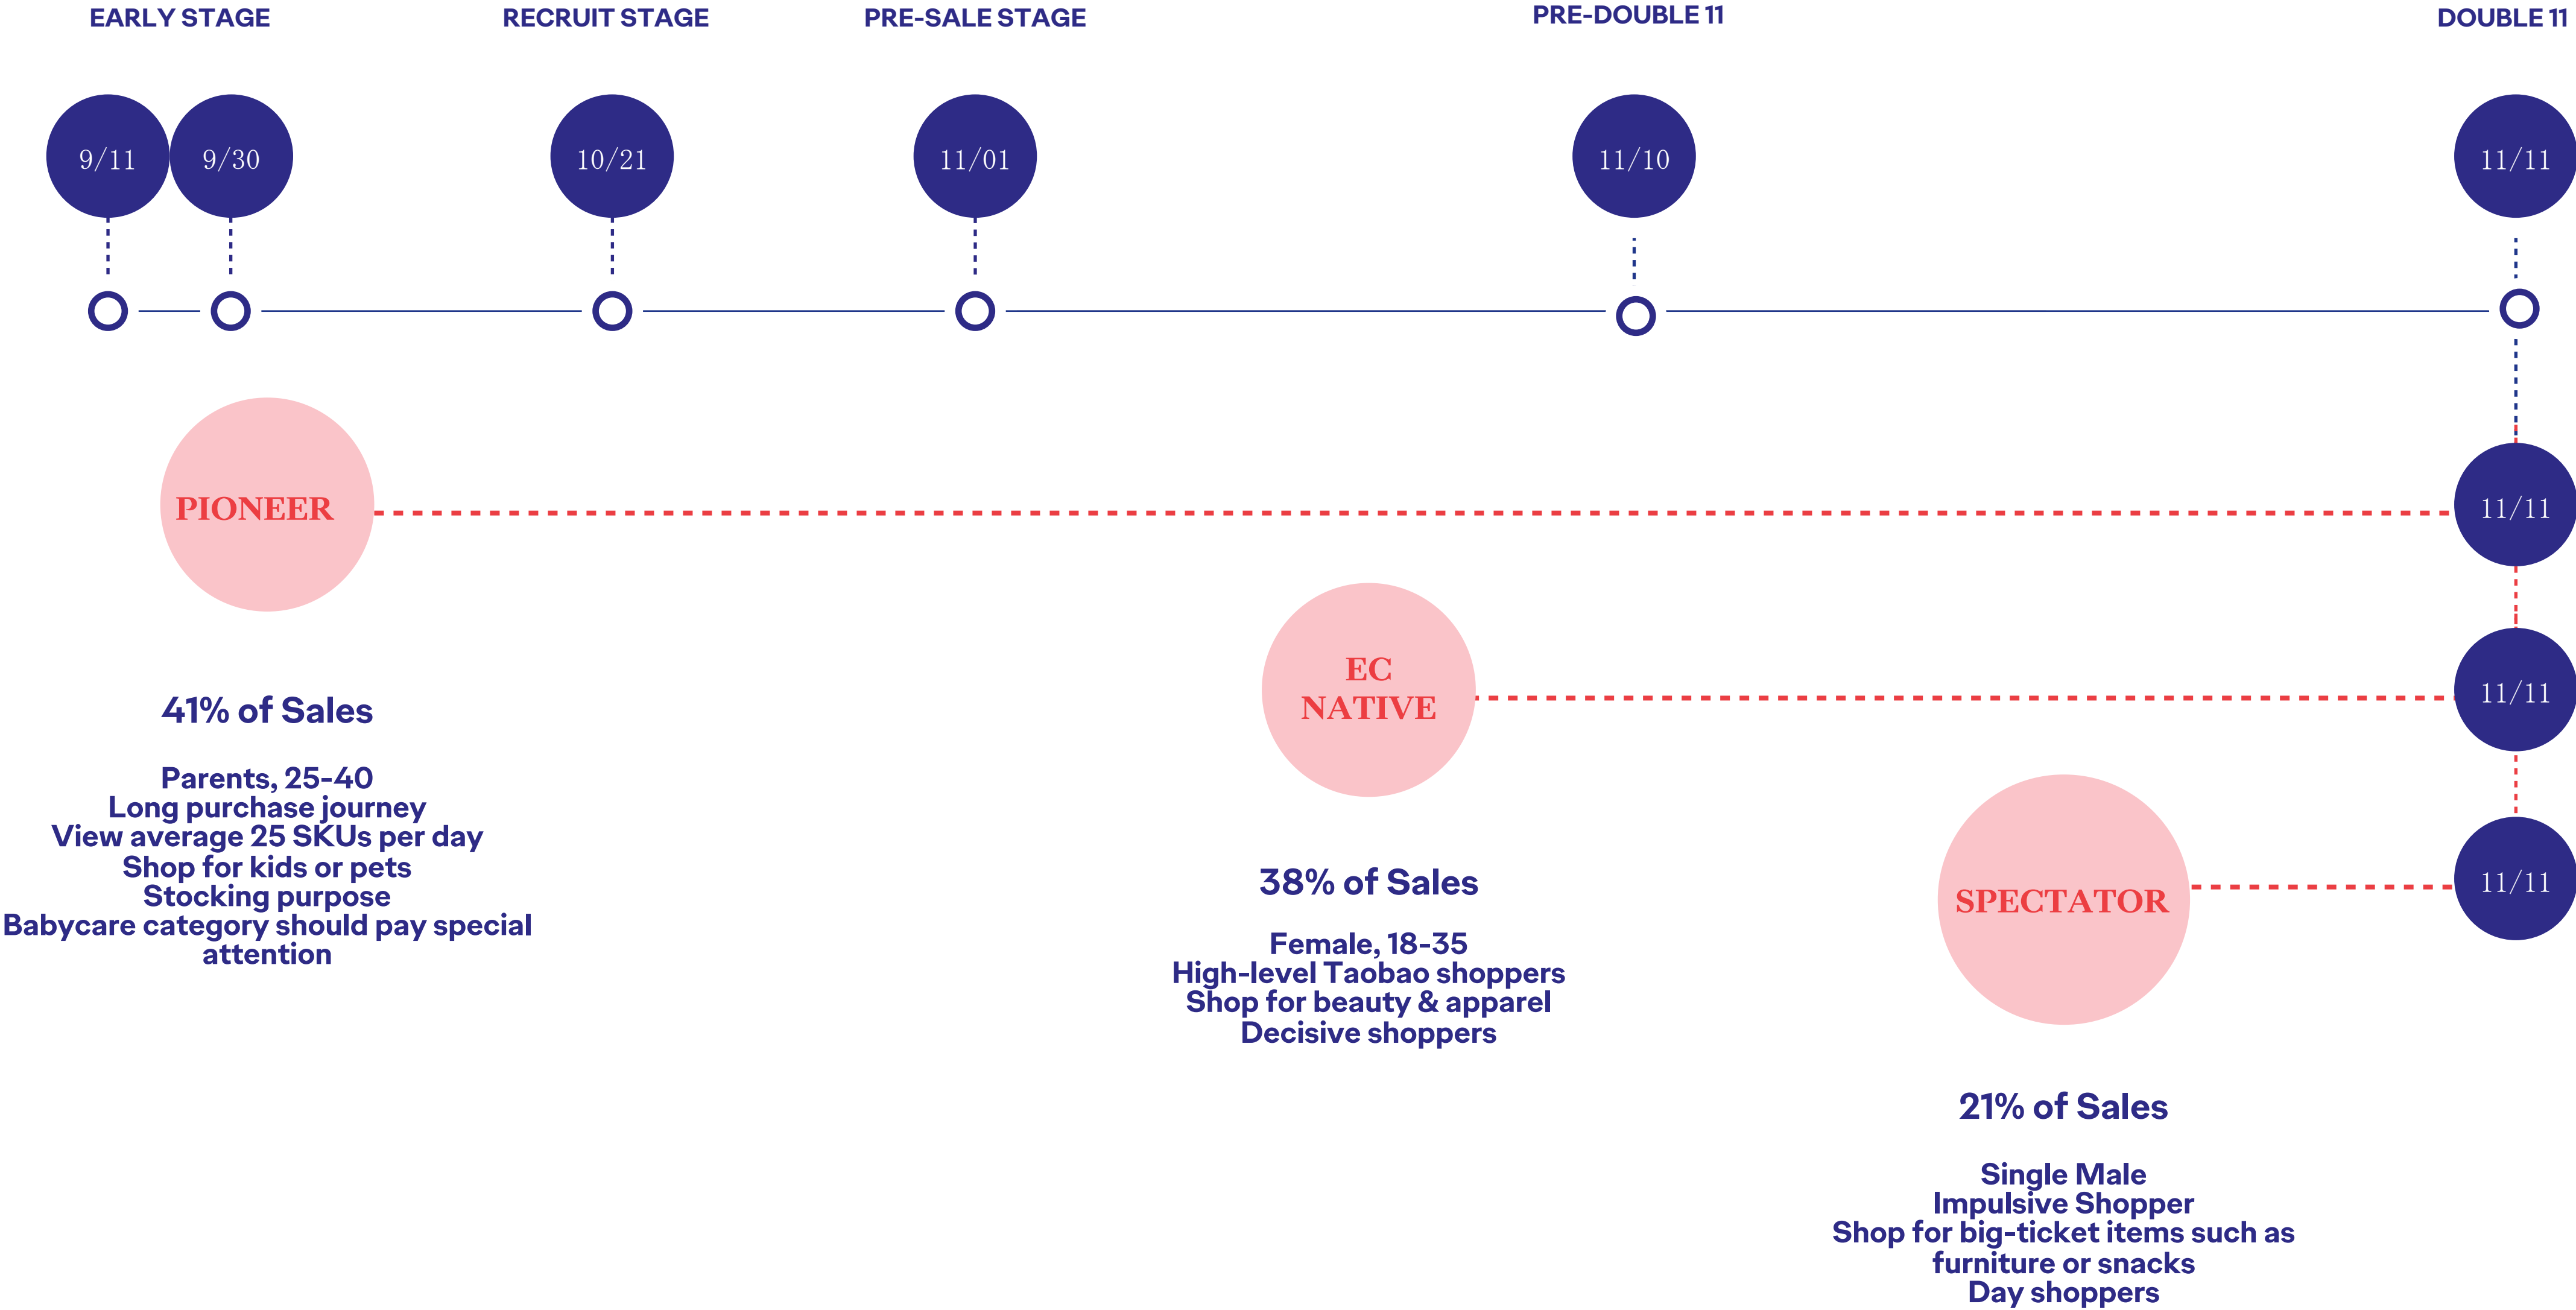 EARLY STAGE
RECRUIT STAGE
PRE-SALE STAGE
PRE-DOUBLE 11
DOUBLE 11
9/11
9/30
10/21
11/01
11/10
11/11
PIONEER
11/11
41% of Sales
Parents, 25-40
Long purchase journey
View average 25 SKUs per day
Shop for kids or pets
Stocking purpose
Babycare category should pay special
attention
EC
NATIVE
11/11
38% of Sales
Female, 18-35
High-level Taobao shoppers
Shop for beauty & apparel
Decisive shoppers
SPECTATOR
11/11
21% of Sales
Single Male
Impulsive Shopper
Shop for big-ticket items such as
furniture or snacks
Day shoppers